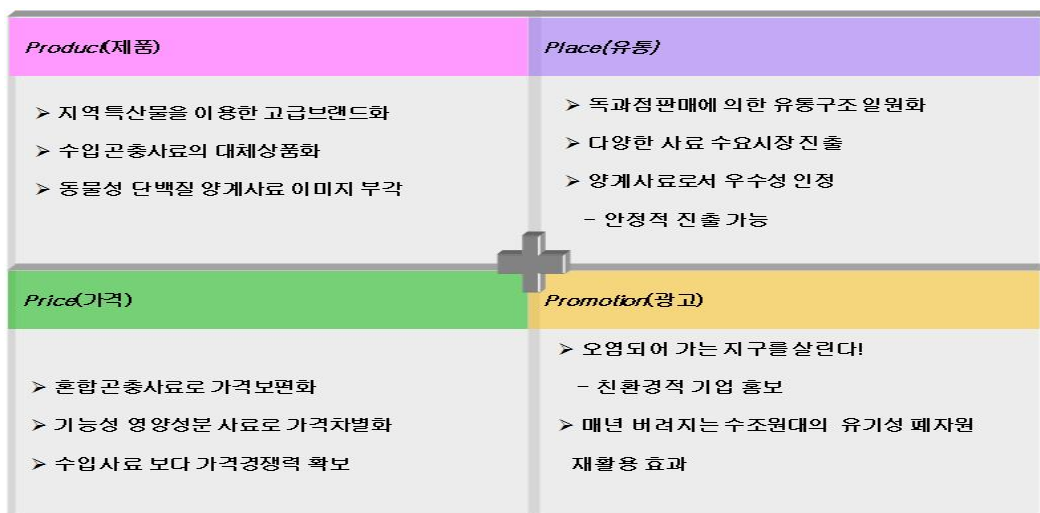 Product(제품)
➢ 지역특산물을 이용한 고급브랜드화
➢ 수입곤충사료의 대체상품화
➢ 동물성 단백질 양계사료 이미지 부각
Place(유통)
➢ 독과점판매에 의한 유통구조일원화
➢ 다양한 사료 수요시장 진출
➢ 양계사료로서 우수성 인정
- 안정적 진출 가능
Price(가격)
➢ 혼합곤충사료로 가격보편화
➢ 기능성 영양성분 사료로 가격차별화
➢ 수입사료 보다 가격경쟁력 확보
Promotion(광고)
➢ 오염되어 가는 지구를 살린다!
- 친환경적 기업 홍보
➢ 매년 버려지는 수조원대의 유기성 폐자원
재활용 효과